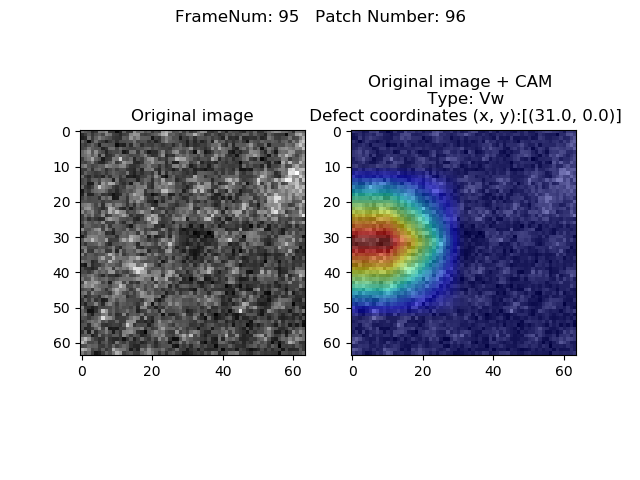 FrameNum: 95   Patch Number: 96
Original image
0
10
20
30
40
50
60
0 20 40 60
Original image + CAM
Type: Vw
Defect coordinates (x, y):[(31.0, 0.0)]
0
10
20
30
40
50
60
0 20 40 60